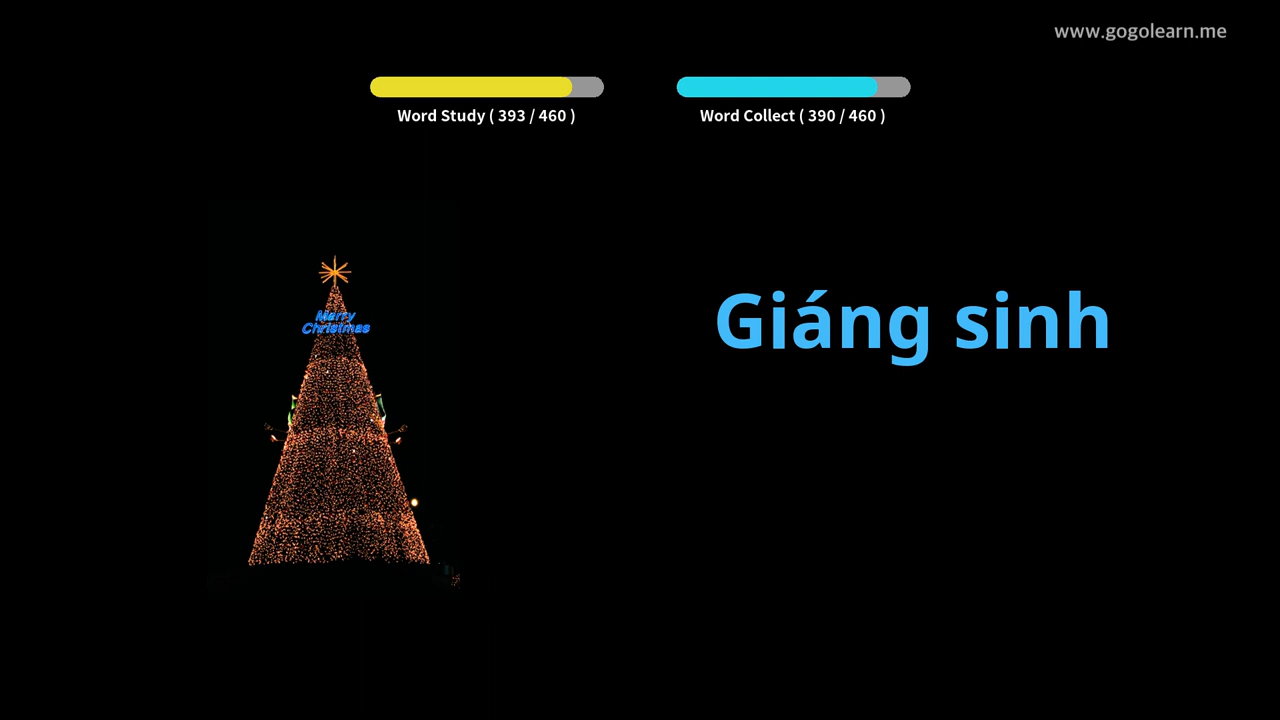 www.gogolearn.me
Word Study ( 393 / 460 )
Word Collect ( 390 / 460 )
Giáng sinh
Merry
Christmas